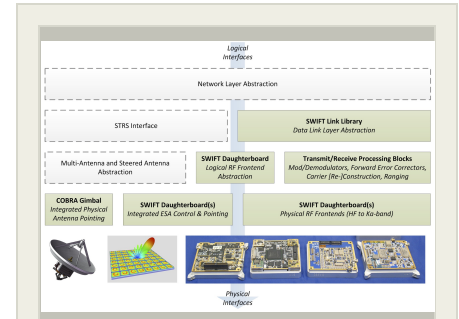 Logical
Interfaces
Network Layer Abstraction
STRS Interface
SWIFT Link Library
Data Link Layer Abstraction
Multi-Antenna and Steered Antenna
Abstraction
SWIFT Daughterboard
Logical RF Frontend
Abstraction
Transmit/Receive Processing Blocks
Mod/Demodulators, Forward Error Correctors,
Carrier [Re-]Construction, Ranging
COBRA Gimbal
Integrated Physical
Antenna Pointing
SWIFT Daughterboard(s)
Integrated ESA Control & Pointing
SWIFT Daughterboard(s)
Physical RF Frontends (HF to Ka-band)
Physical
Interfaces